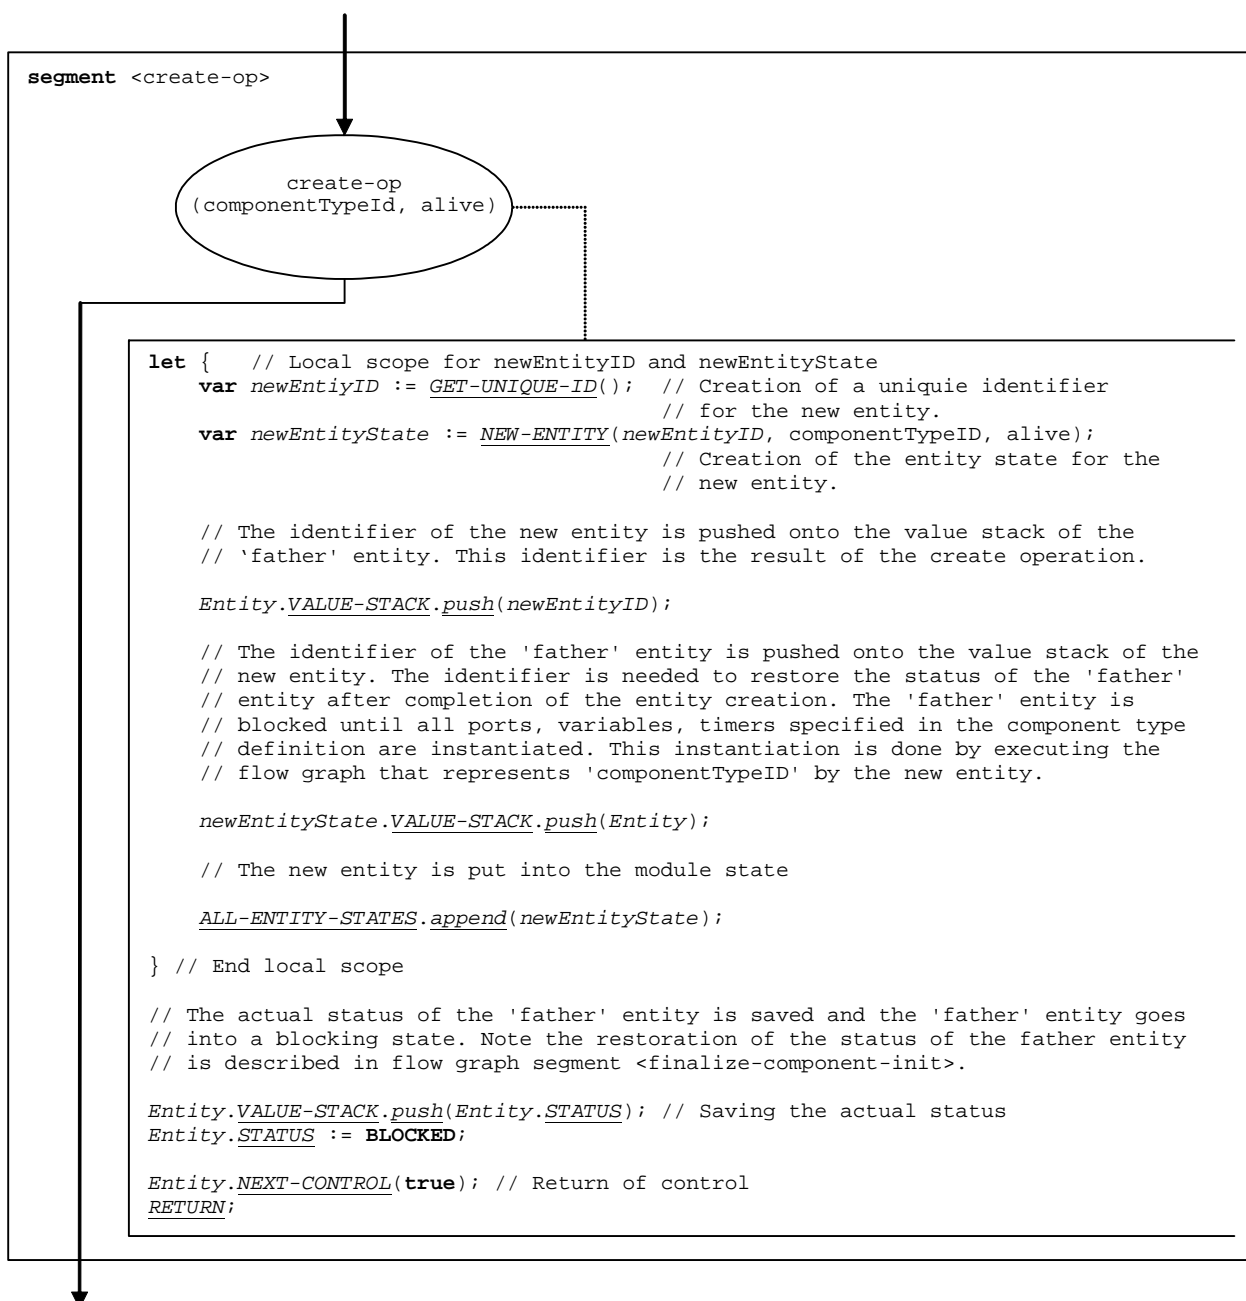 segment <create-op>
create-op
(componentTypeId, alive)
let {   // Local scope for newEntityID and newEntityState
var newEntiyID := GET-UNIQUE-ID();  // Creation of a uniquie identifier
// for the new entity.
var newEntityState := NEW-ENTITY(newEntityID, componentTypeID, alive);
// Creation of the entity state for the
// new entity.
// The identifier of the new entity is pushed onto the value stack of the
// ‘father' entity. This identifier is the result of the create operation.
Entity.VALUE-STACK.push(newEntityID);
// The identifier of the 'father' entity is pushed onto the value stack of the
// new entity. The identifier is needed to restore the status of the 'father'
// entity after completion of the entity creation. The 'father' entity is
// blocked until all ports, variables, timers specified in the component type
// definition are instantiated. This instantiation is done by executing the
// flow graph that represents 'componentTypeID' by the new entity.
newEntityState.VALUE-STACK.push(Entity);
// The new entity is put into the module state
ALL-ENTITY-STATES.append(newEntityState);
} // End local scope
// The actual status of the 'father' entity is saved and the 'father' entity goes
// into a blocking state. Note the restoration of the status of the father entity
// is described in flow graph segment <finalize-component-init>.
Entity.VALUE-STACK.push(Entity.STATUS); // Saving the actual status
Entity.STATUS := BLOCKED;
Entity.NEXT-CONTROL(true); // Return of control
RETURN;